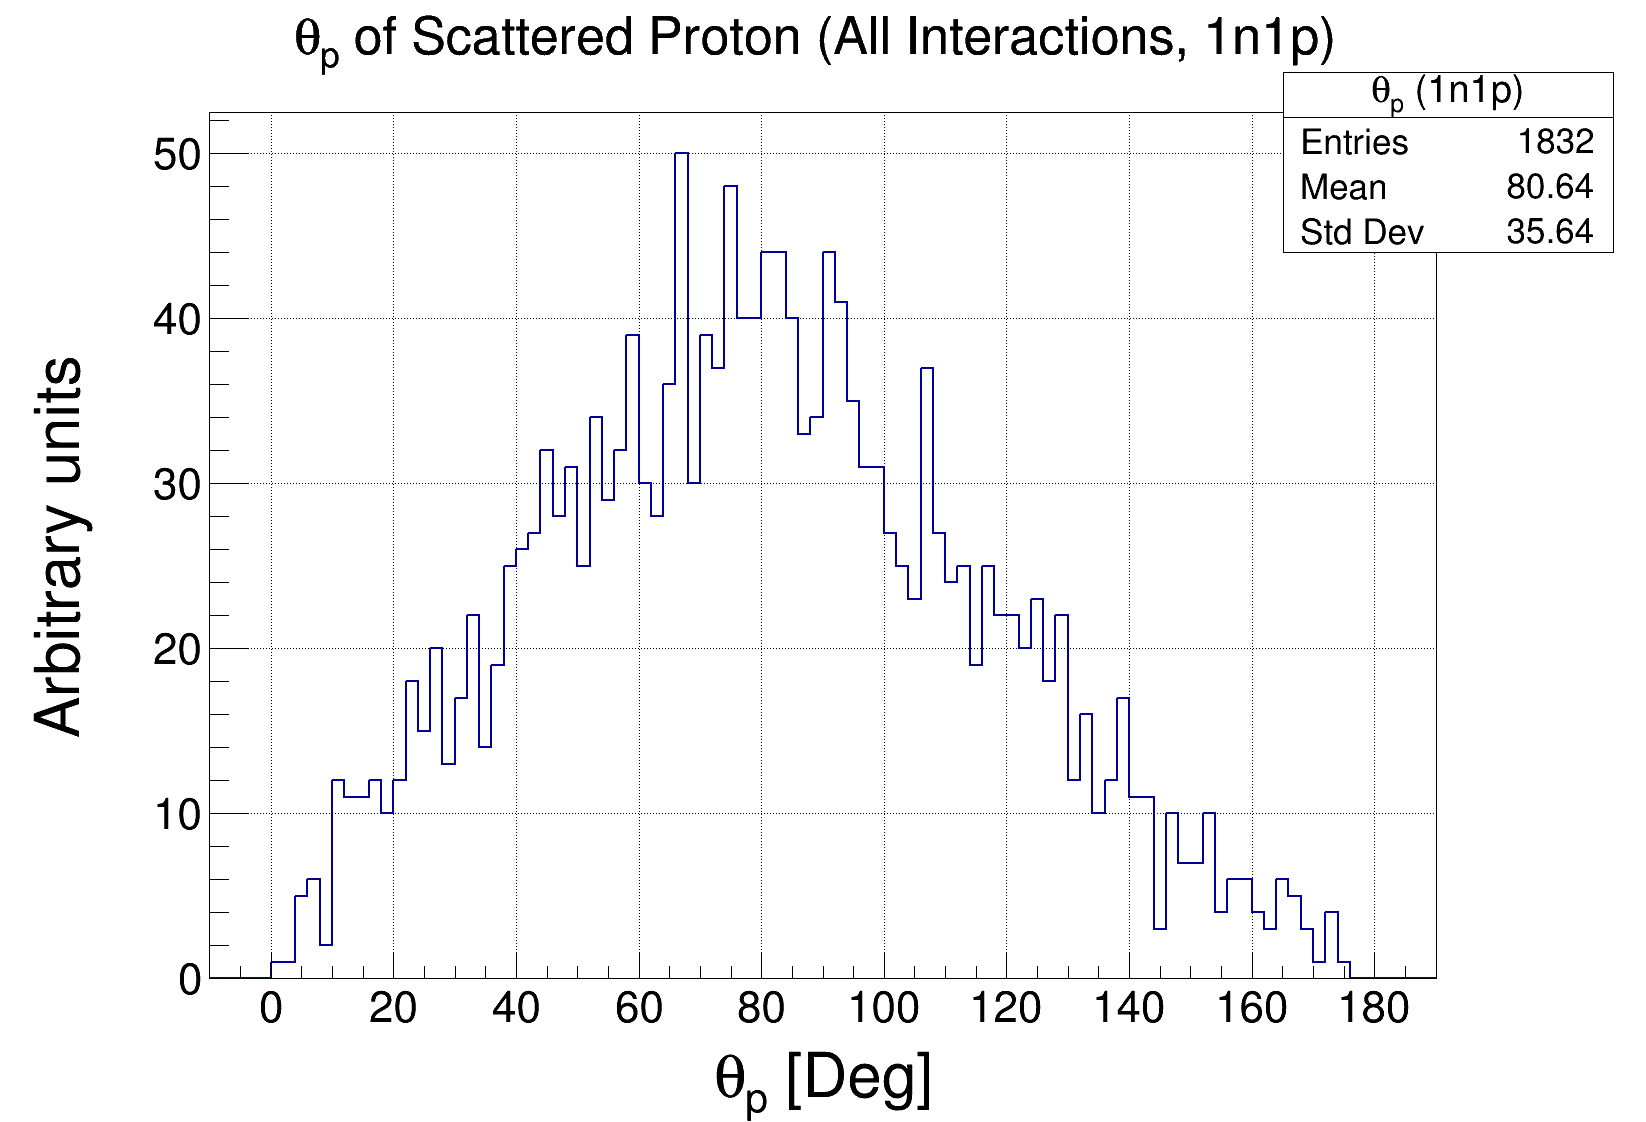 θp of Scattered Proton (All Interactions, 1n1p)
θp (1n1p)
Entries 1832
Mean 80.64
Std Dev 35.64
50
40
30
20
10
0
Arbitrary units
0 20 40 60 80 100 120 140 160 180
θp [Deg]